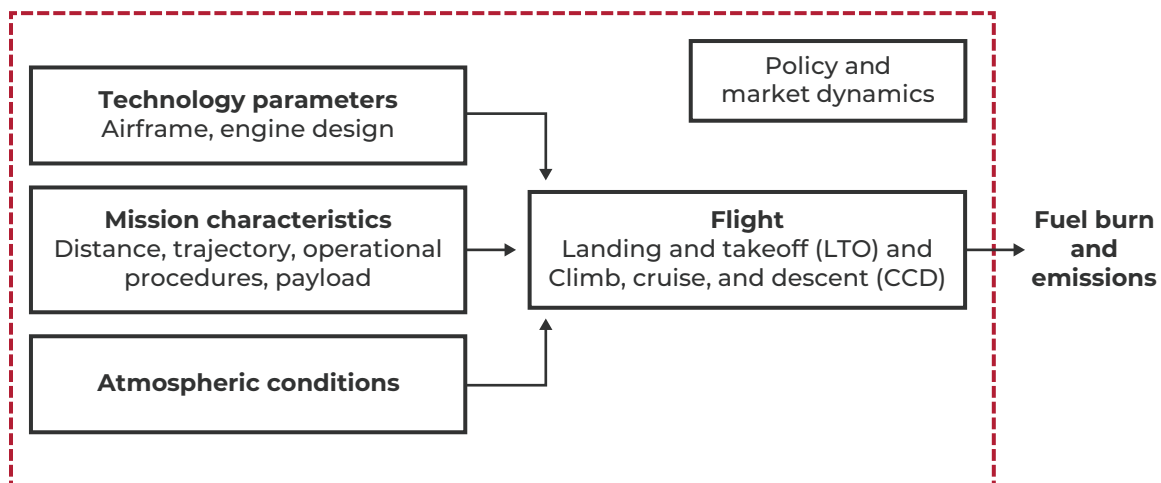 Policy and
market dynamics
Technology parameters
Airframe, engine design
Mission characteristics
Distance, trajectory, operational
procedures, payload
Flight
Landing and takeoff (LTO) and
Climb, cruise, and descent (CCD)
Fuel burn
and
emissions
Atmospheric conditions